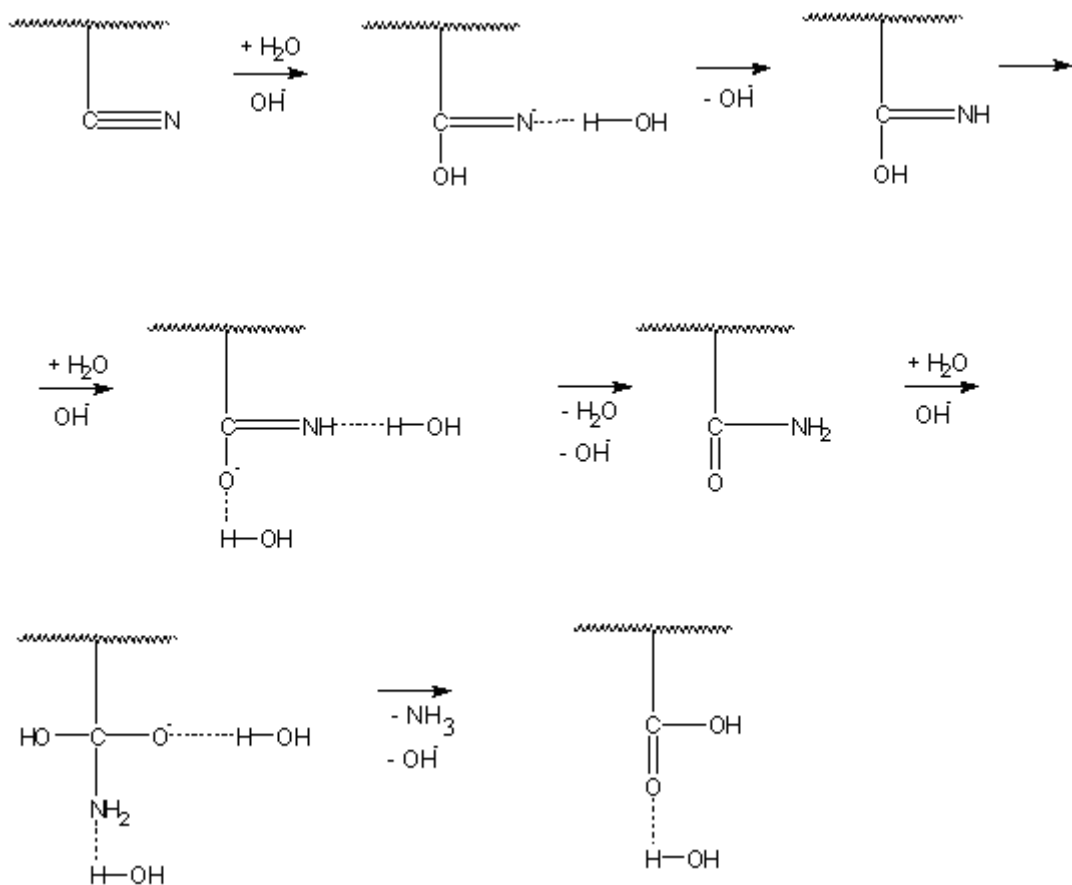 + H₂O
OH⁻
C≡N
C=N⁻····H—OH
OH
- OH⁻
C=NH
OH
+ H₂O
OH⁻
C=NH····H—OH
O⁻
H—OH
- H₂O
- OH⁻
C—NH₂
O
+ H₂O
OH⁻
HO—C—O⁻····H—OH
NH₂
H—OH
- NH₃
- OH⁻
C—OH
O
H—OH